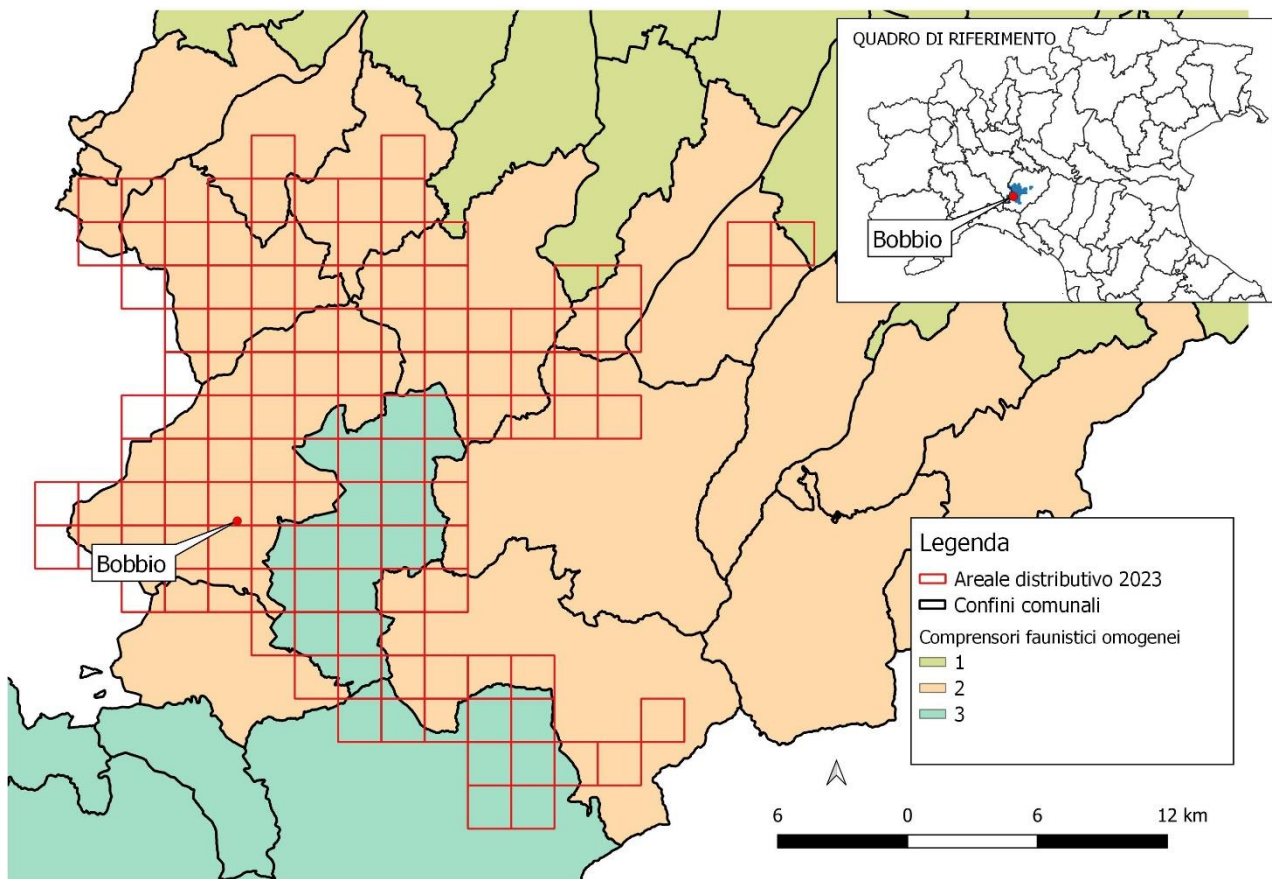 QUADRO DI RIFERIMENTO
Bobbio
Bobbio
Legenda
Areale distributivo 2023
Confini comunali
Comprensori faunistici omogenei
1
2
3
6 0 6 12 km